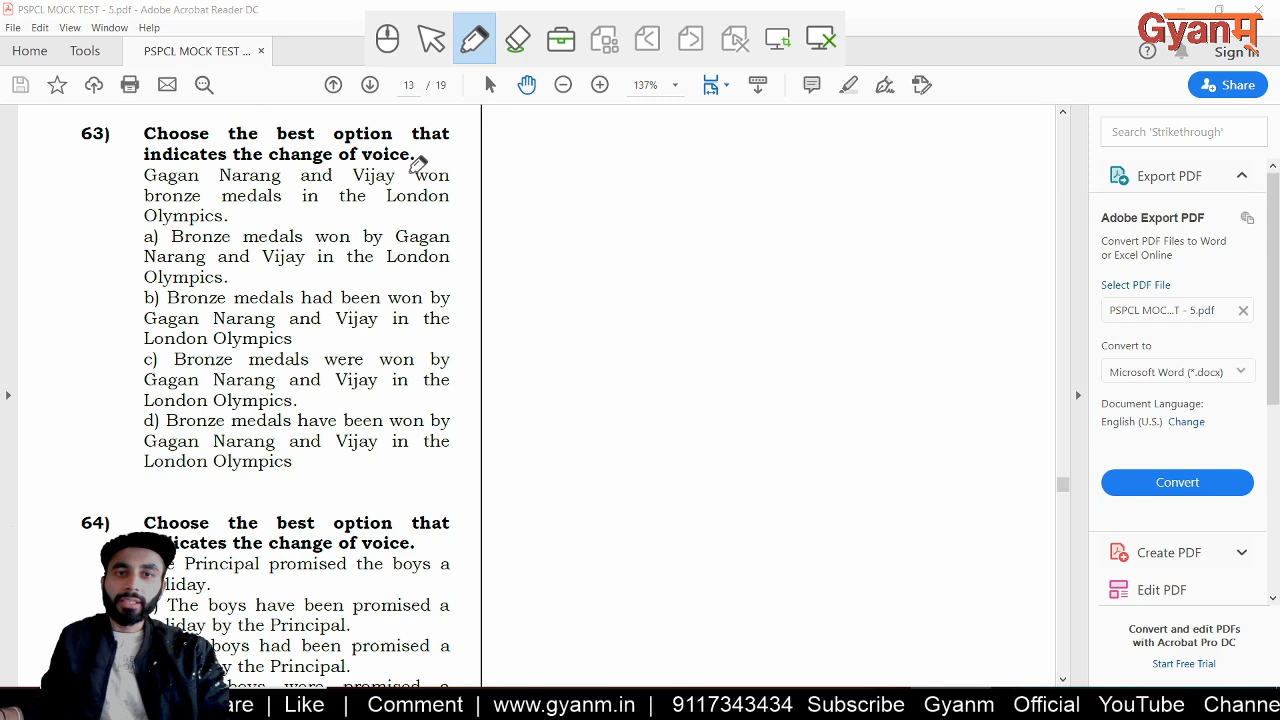 PSPCL MOCK TEST - 5.pdf - Adobe Acrobat Reader DC
File Edit View Window Help
Gyanम
Home Tools PSPCL MOCK TEST ... × Sign In
13 / 19 137% Share
63) Choose the best option that
indicates the change of voice.
Gagan Narang and Vijay won
bronze medals in the London
Olympics.
a) Bronze medals won by Gagan
Narang and Vijay in the London
Olympics.
b) Bronze medals had been won by
Gagan Narang and Vijay in the
London Olympics
c) Bronze medals were won by
Gagan Narang and Vijay in the
London Olympics.
d) Bronze medals have been won by
Gagan Narang and Vijay in the
London Olympics
64) Choose the best option that
indicates the change of voice.
Principal promised the boys a
The boys have been promised a
by the Principal.
boys had been promised a
by the Principal.
boys were promised a
Search 'Strikethrough'
Export PDF
Adobe Export PDF
Convert PDF Files to Word
or Excel Online
Select PDF File
PSPCL MOC...T - 5.pdf
Convert to
Microsoft Word (*.docx)
Document Language:
English (U.S.) Change
Convert
Create PDF
Edit PDF
Convert and edit PDFs
with Acrobat Pro DC
Start Free Trial
are | Like | Comment | www.gyanm.in | 9117343434 Subscribe Gyanm Official YouTube Channe